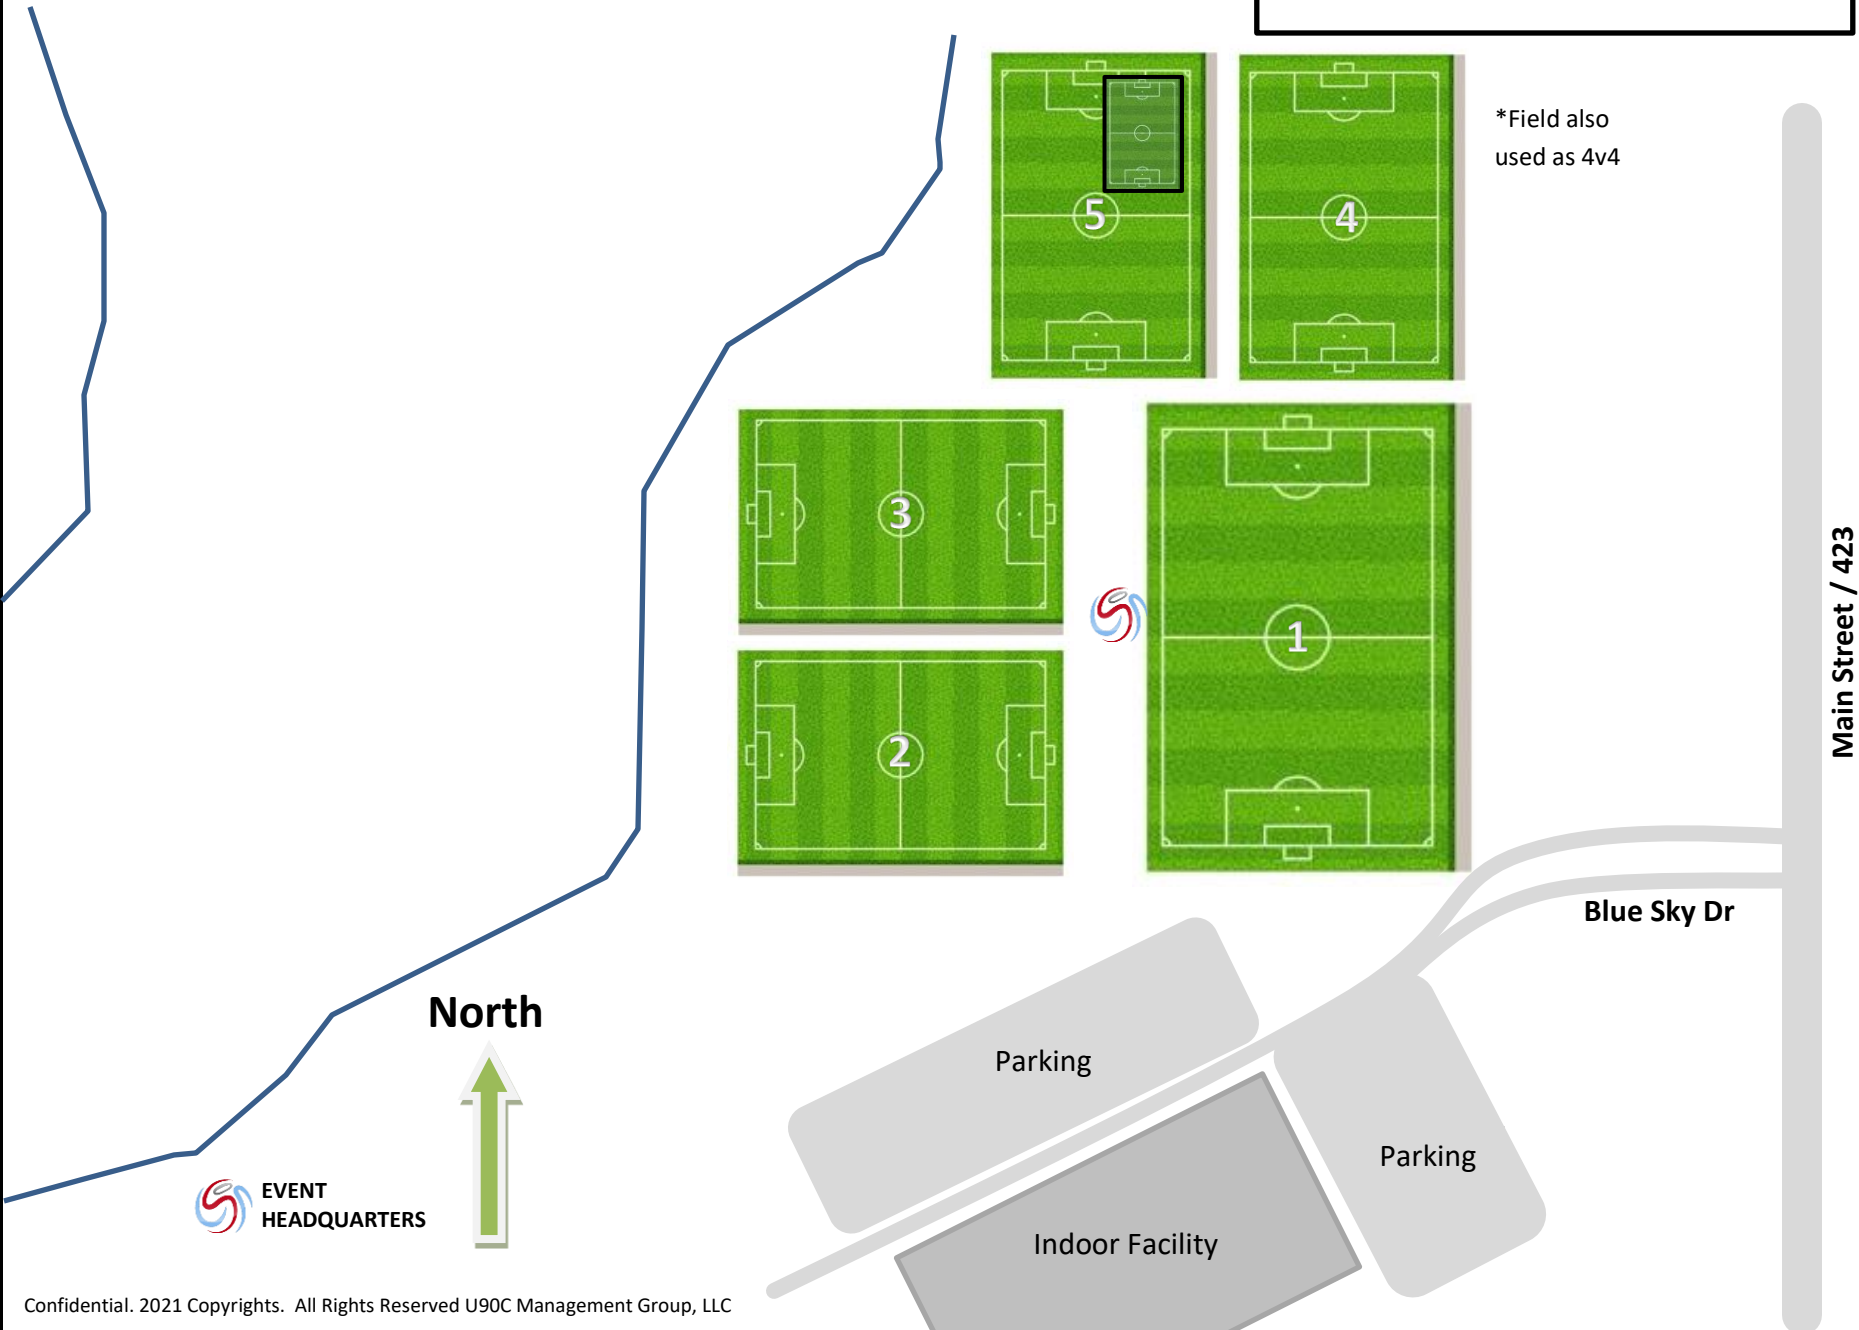 *Field also
used as 4v4
5
4
3
1
2
Main Street / 423
Blue Sky Dr
North
Parking
Parking
EVENT
HEADQUARTERS
Indoor Facility
Confidential. 2021 Copyrights.  All Rights Reserved U90C Management Group, LLC